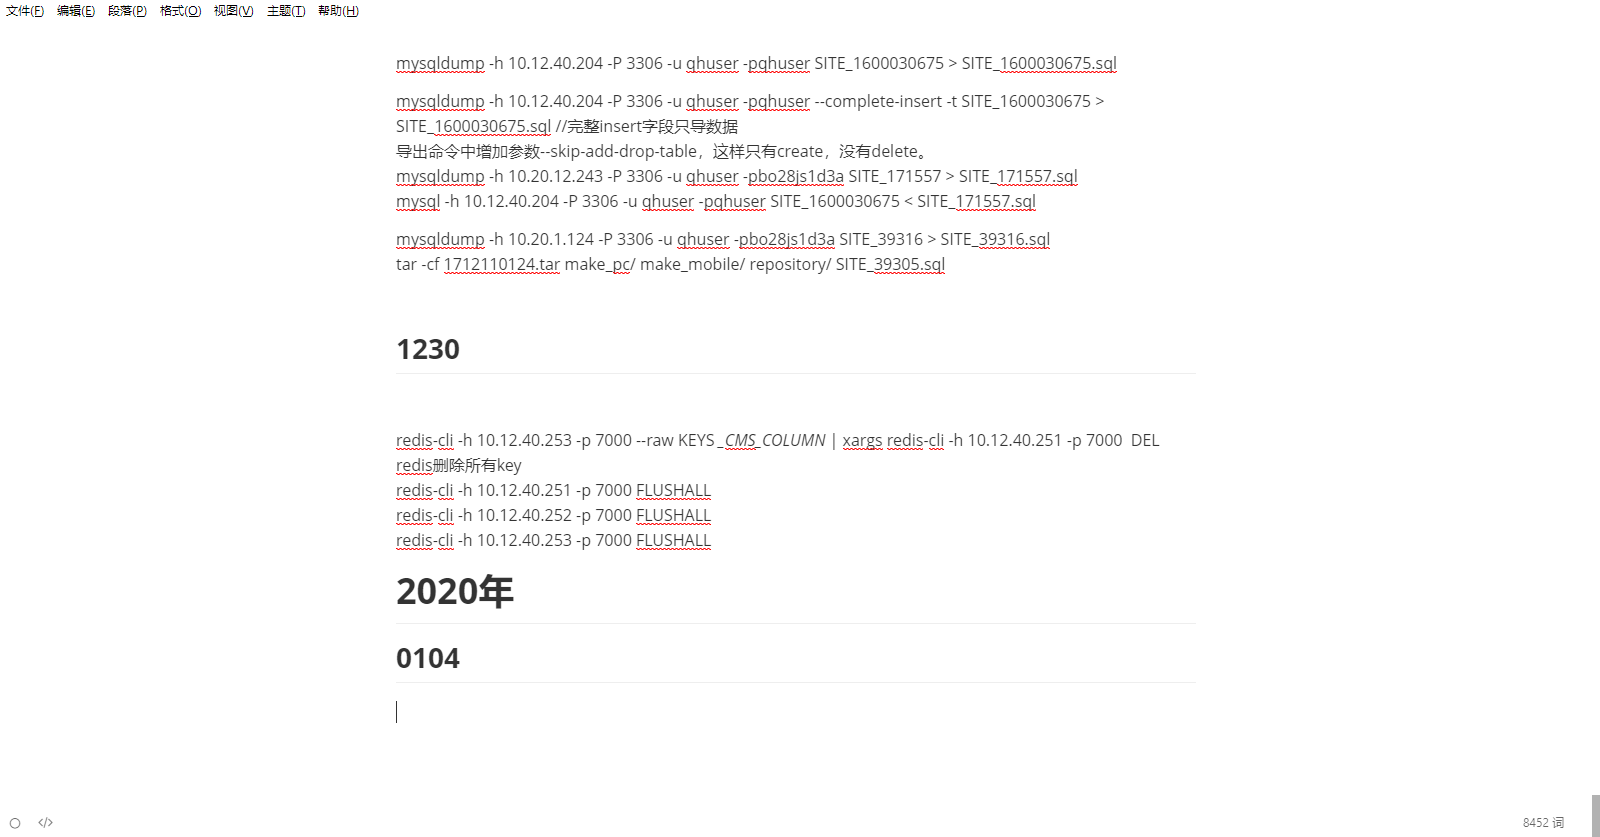 文件(F) 编辑(E) 段落(P) 格式(O) 视图(V) 主题(T) 帮助(H)
mysqldump -h 10.12.40.204 -P 3306 -u qhuser -pqhuser SITE_1600030675 > SITE_1600030675.sql
mysqldump -h 10.12.40.204 -P 3306 -u qhuser -pqhuser --complete-insert -t SITE_1600030675 >
SITE_1600030675.sql //完整insert字段只导数据
导出命令中增加参数--skip-add-drop-table，这样只有create，没有delete。
mysqldump -h 10.20.12.243 -P 3306 -u qhuser -pbo28js1d3a SITE_171557 > SITE_171557.sql
mysql -h 10.12.40.204 -P 3306 -u qhuser -pqhuser SITE_1600030675 < SITE_171557.sql
mysqldump -h 10.20.1.124 -P 3306 -u qhuser -pbo28js1d3a SITE_39316 > SITE_39316.sql
tar -cf 1712110124.tar make_pc/ make_mobile/ repository/ SITE_39305.sql
1230
redis-cli -h 10.12.40.253 -p 7000 --raw KEYS _CMS_COLUMN | xargs redis-cli -h 10.12.40.251 -p 7000  DEL
redis删除所有key
redis-cli -h 10.12.40.251 -p 7000 FLUSHALL
redis-cli -h 10.12.40.252 -p 7000 FLUSHALL
redis-cli -h 10.12.40.253 -p 7000 FLUSHALL
2020年
0104
8452 词